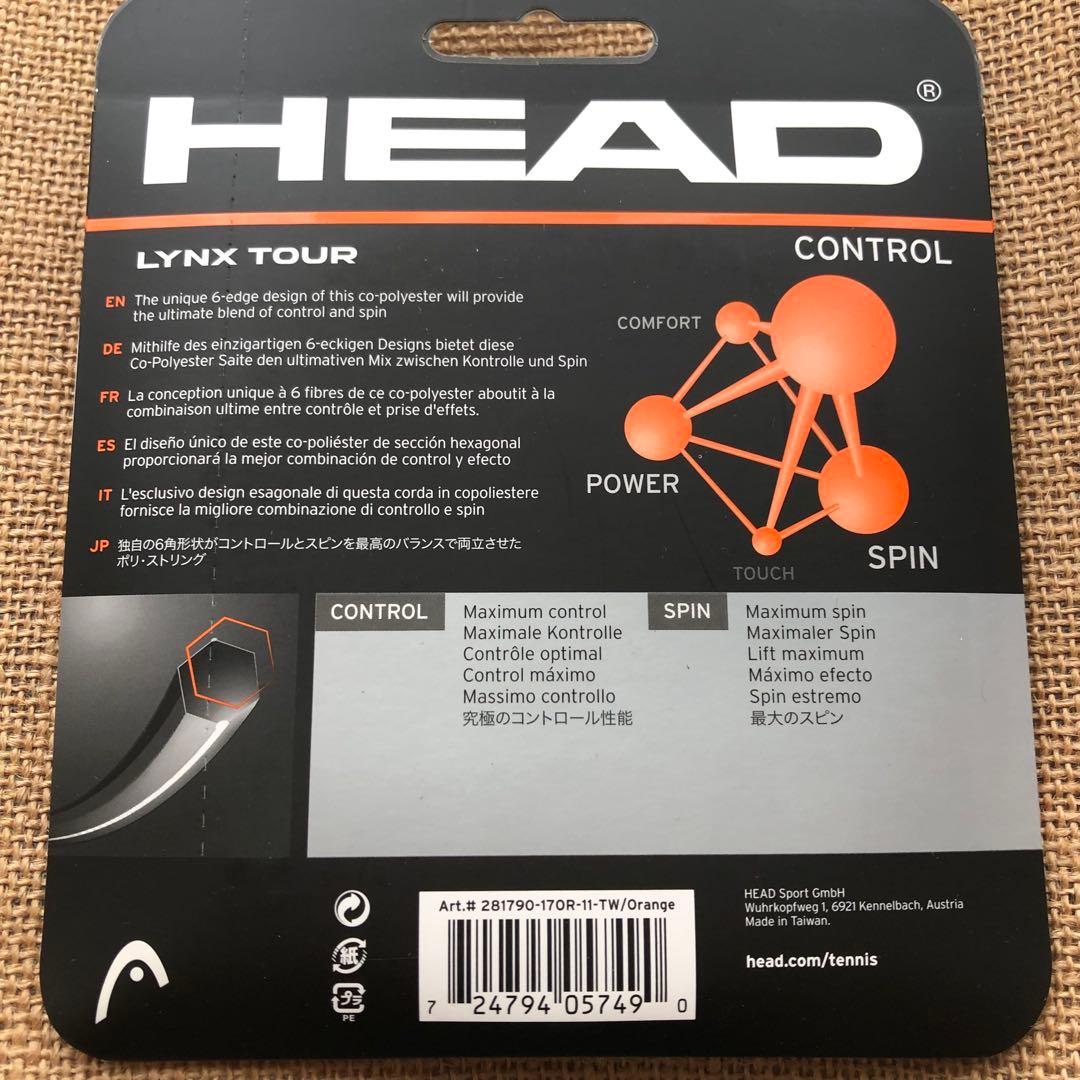 HEAD®
LYNX TOUR
EN The unique 6-edge design of this co-polyester will provide
the ultimate blend of control and spin
DE Mithilfe des einzigartigen 6-eckigen Designs bietet diese
Co-Polyester Saite den ultimativen Mix zwischen Kontrolle und Spin
FR La conception unique à 6 fibres de ce co-polyester aboutit à la
combinaison ultime entre contrôle et prise d'effets.
ES El diseño único de este co-poliéster de sección hexagonal
proporcionará la mejor combinación de control y efecto
IT L'esclusivo design esagonale di questa corda in copoliestere
fornisce la migliore combinazione di controllo e spin
JP 独自の6角形状がコントロールとスピンを最高のバランスで両立させた
ポリ・ストリング
CONTROL
COMFORT
POWER
SPIN
TOUCH
CONTROL
Maximum control
Maximale Kontrolle
Contrôle optimal
Control máximo
Massimo controllo
究極のコントロール性能
SPIN
Maximum spin
Maximaler Spin
Lift maximum
Máximo efecto
Spin estremo
最大のスピン
紙
プラ
PE
Art.# 281790-17OR-11-TW/Orange
7 24794 05749 0
HEAD Sport GmbH
Wuhrkopfweg 1, 6921 Kennelbach, Austria
Made in Taiwan.
head.com/tennis